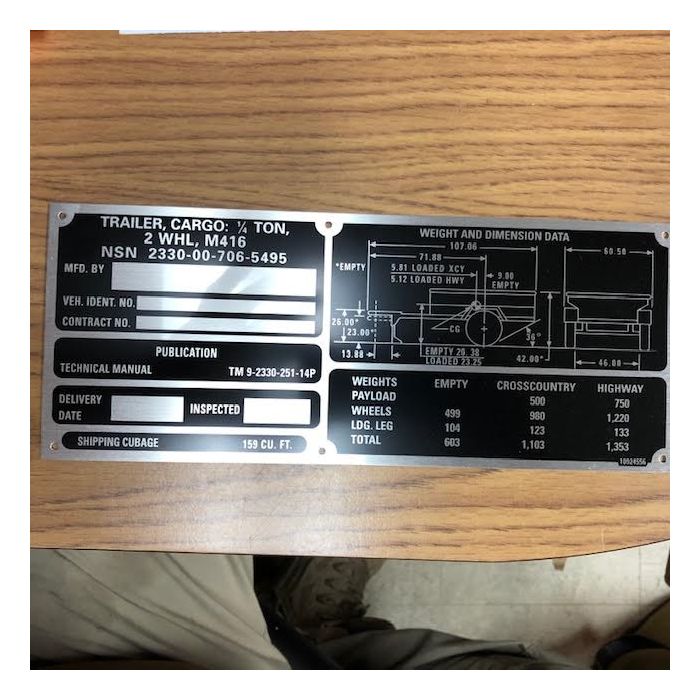 TRAILER, CARGO: ¼ TON,
2 WHL, M416
NSN 2330-00-706-5495
MFD. BY
VEH. IDENT. NO.
CONTRACT NO.
PUBLICATION
TECHNICAL MANUAL TM 9-2330-251-14P
DELIVERY DATE INSPECTED
SHIPPING CUBAGE 159 CU. FT.
WEIGHT AND DIMENSION DATA
107.06
60.50
71.88
*EMPTY
5.81 LOADED XCY
5.12 LOADED HWY
9.00
EMPTY
26.00*
23.00*
CG
36°
13.88
EMPTY 20.38
LOADED 23.25
42.00*
46.00
WEIGHTS EMPTY CROSSCOUNTRY HIGHWAY
PAYLOAD 500 750
WHEELS 499 980 1,220
LDG. LEG 104 123 133
TOTAL 603 1,103 1,353
10924556